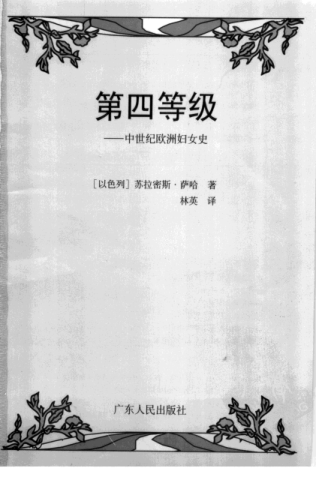 第四等级
——中世纪欧洲妇女史
[以色列] 苏拉密斯·萨哈 著
林英 译
广东人民出版社